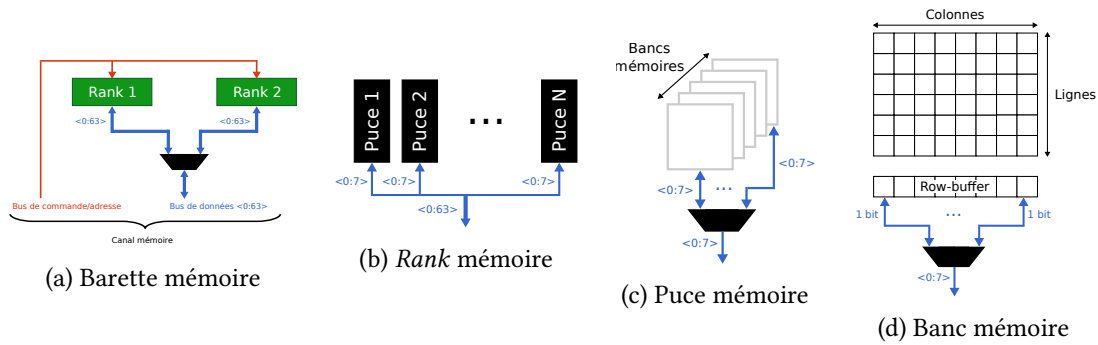 Rank 1
Rank 2
<0:63>
<0:63>
Bus de commande/adresse
Bus de données <0:63>
Canal mémoire
(a) Barette mémoire
Puce 1
Puce 2
...
Puce N
<0:7>
<0:7>
<0:7>
<0:63>
(b) Rank mémoire
Bancs
mémoires
<0:7>
...
<0:7>
<0:7>
(c) Puce mémoire
Colonnes
Lignes
Row-buffer
1 bit
...
1 bit
<0:7>
(d) Banc mémoire